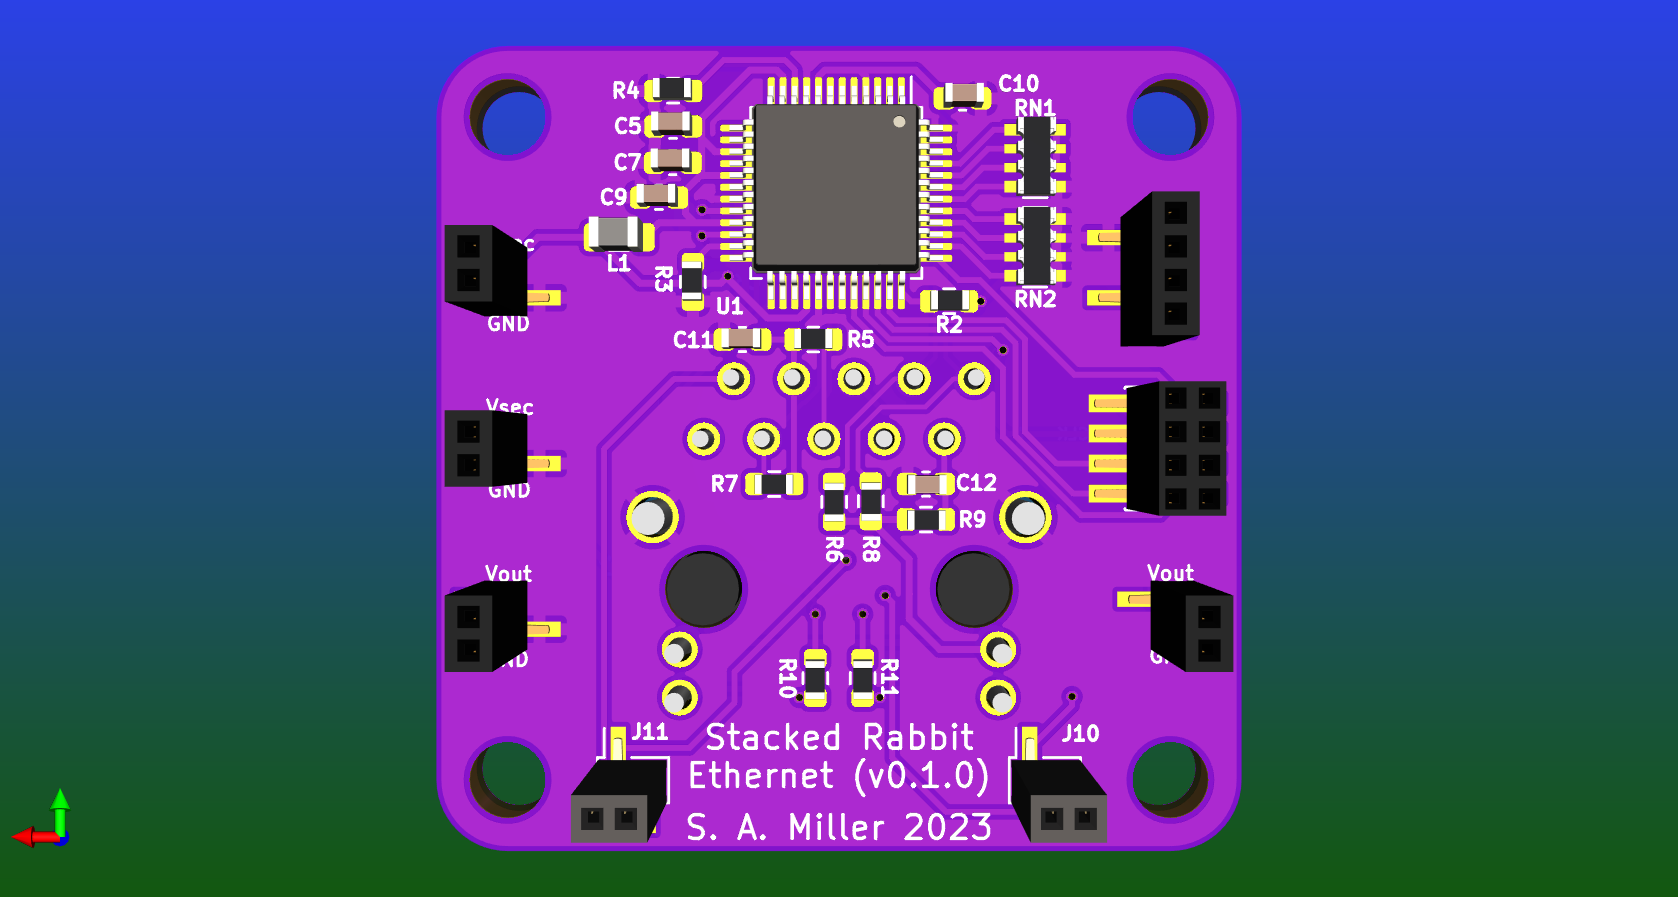 C10
R4
RN1
C5
C7
C9
L1
R3
RN2
U1
GND
R2
C11
R5
Vsec
R7
C12
GND
R9
R6
R8
Vout
Vout
R10
R11
J11
J10
Stacked Rabbit
Ethernet (v0.1.0)
S. A. Miller 2023